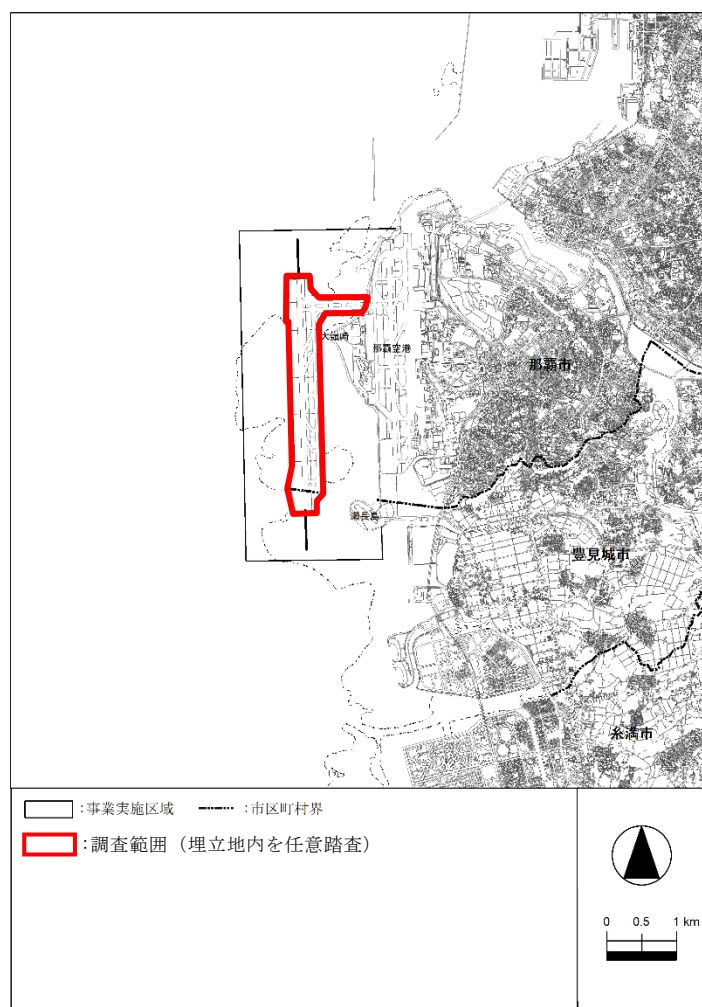 大嶺崎
那覇空港
那覇市
瀬長島
豊見城市
糸満市
:事業実施区域 :市区町村界
:調査範囲(埋立地内を任意踏査)
0 0.5 1 km